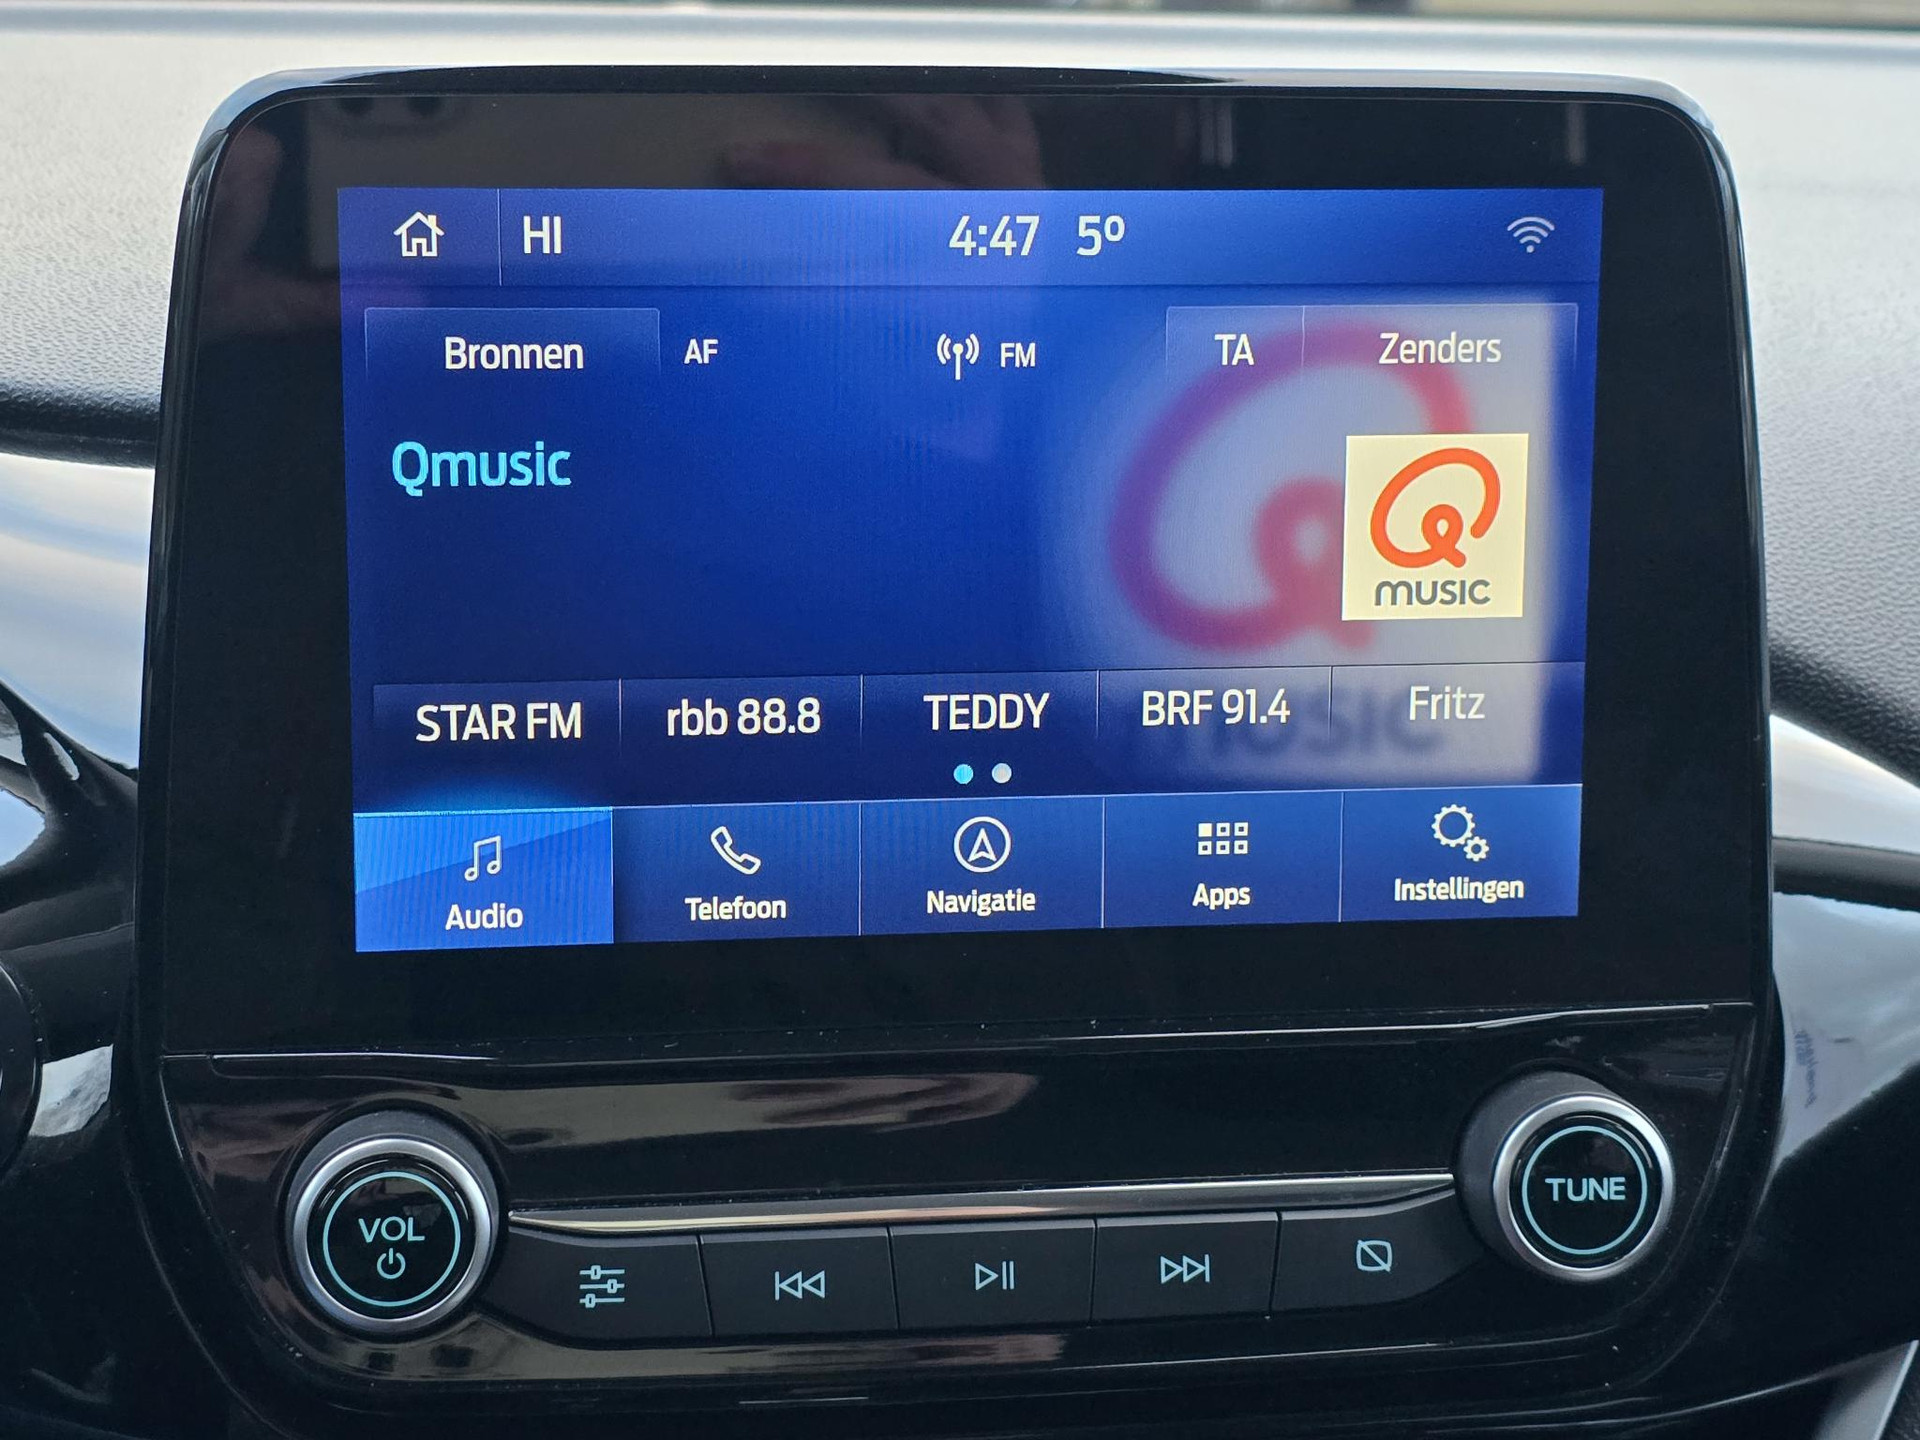 HI 4:47 5º
Bronnen AF FM TA Zenders
Qmusic
Q
MUSIC
STAR FM rbb 88.8 TEDDY BRF 91.4 Fritz
Audio Telefoon Navigatie Apps Instellingen
VOL TUNE